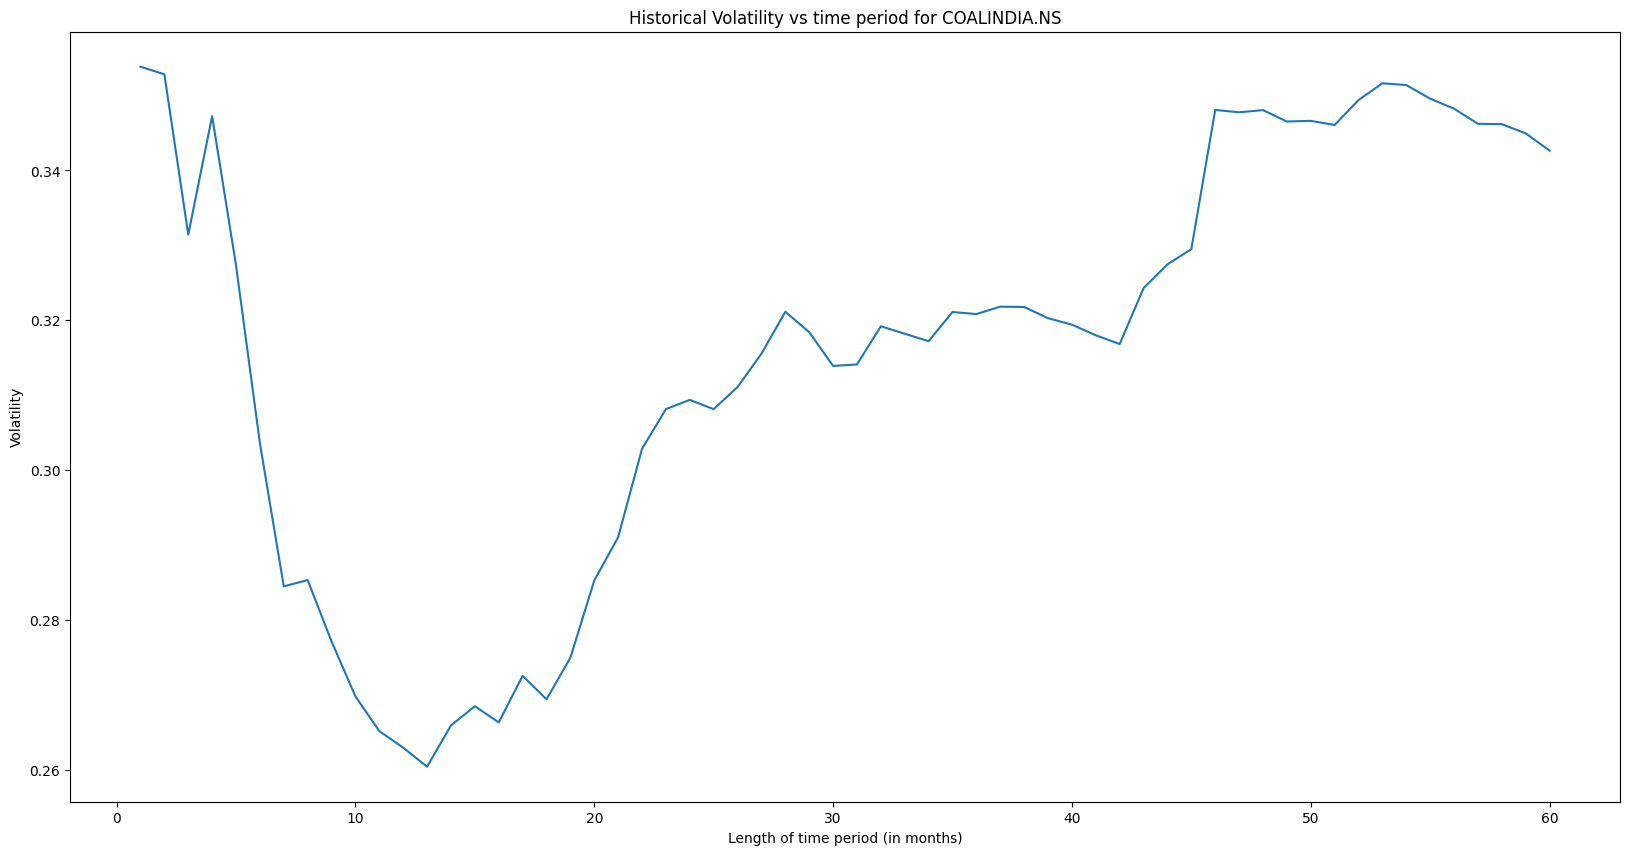 Historical Volatility vs time period for COALINDIA.NS
Volatility
0.34
0.32
0.30
0.28
0.26
0 10 20 30 40 50 60
Length of time period (in months)